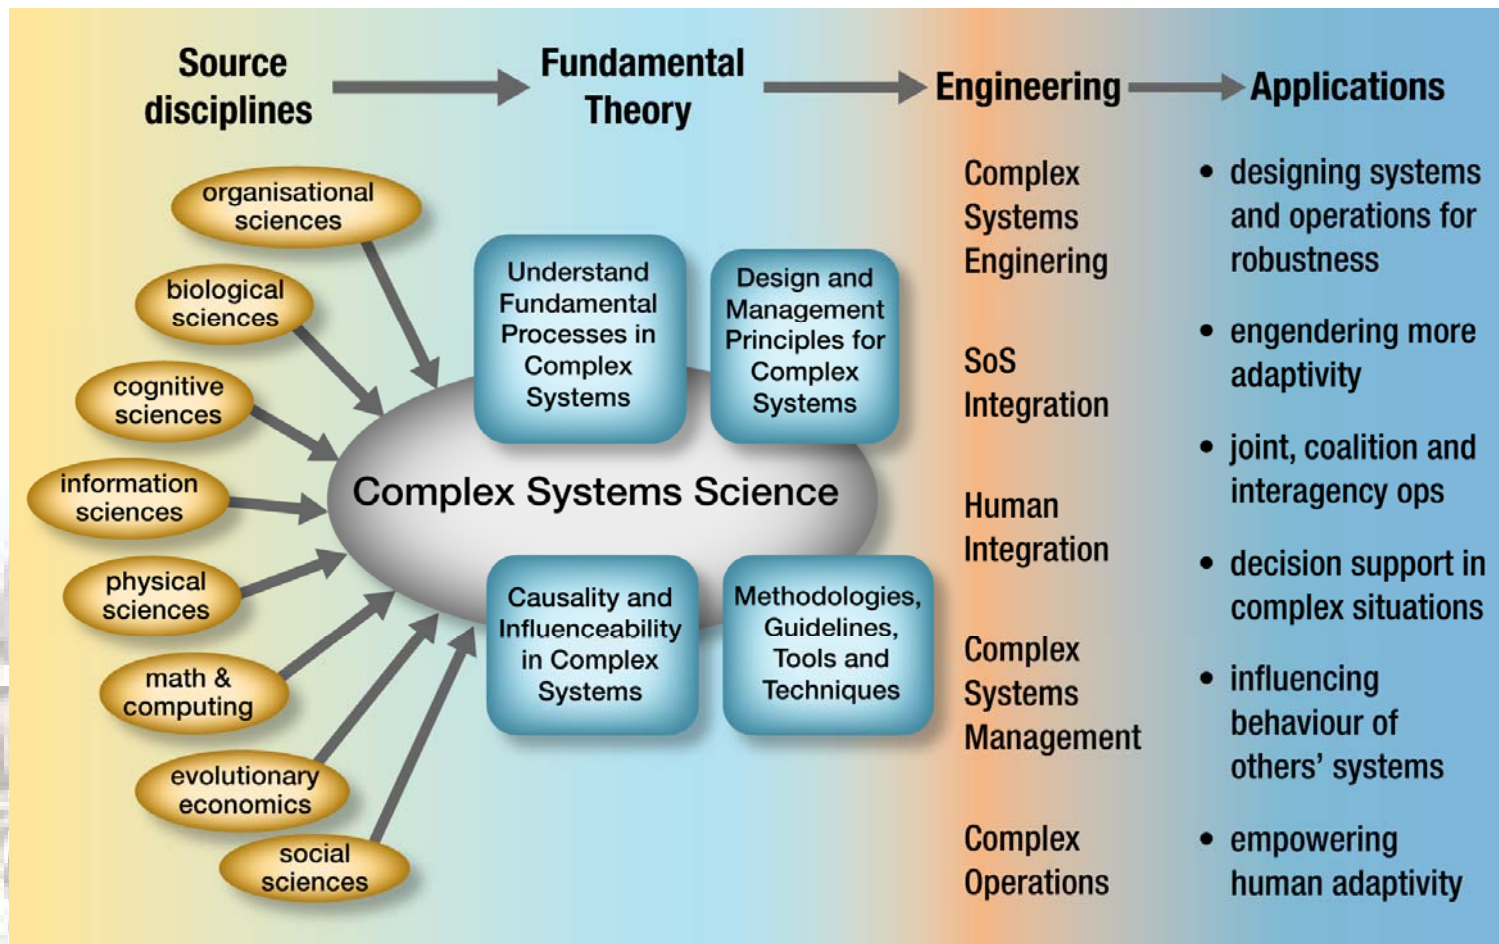 Source
disciplines
Fundamental
Theory
Engineering
Applications
organisational
sciences
biological
sciences
cognitive
sciences
information
sciences
physical
sciences
math &
computing
evolutionary
economics
social
sciences
Understand
Fundamental
Processes in
Complex
Systems
Design and
Management
Principles for
Complex
Systems
Complex Systems Science
Causality and
Influenceability
in Complex
Systems
Methodologies,
Guidelines,
Tools and
Techniques
Complex
Systems
Enginering
SoS
Integration
Human
Integration
Complex
Systems
Management
Complex
Operations
• designing systems
and operations for
robustness
• engendering more
adaptivity
• joint, coalition and
interagency ops
• decision support in
complex situations
• influencing
behaviour of
others' systems
• empowering
human adaptivity